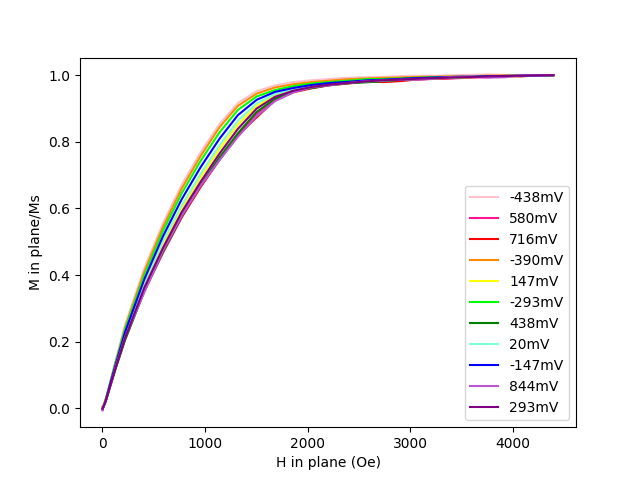 1.0
0.8
0.6
0.4
0.2
0.0
M in plane/Ms
-438mV
580mV
716mV
-390mV
147mV
-293mV
438mV
20mV
-147mV
844mV
293mV
0 1000 2000 3000 4000
H in plane (Oe)